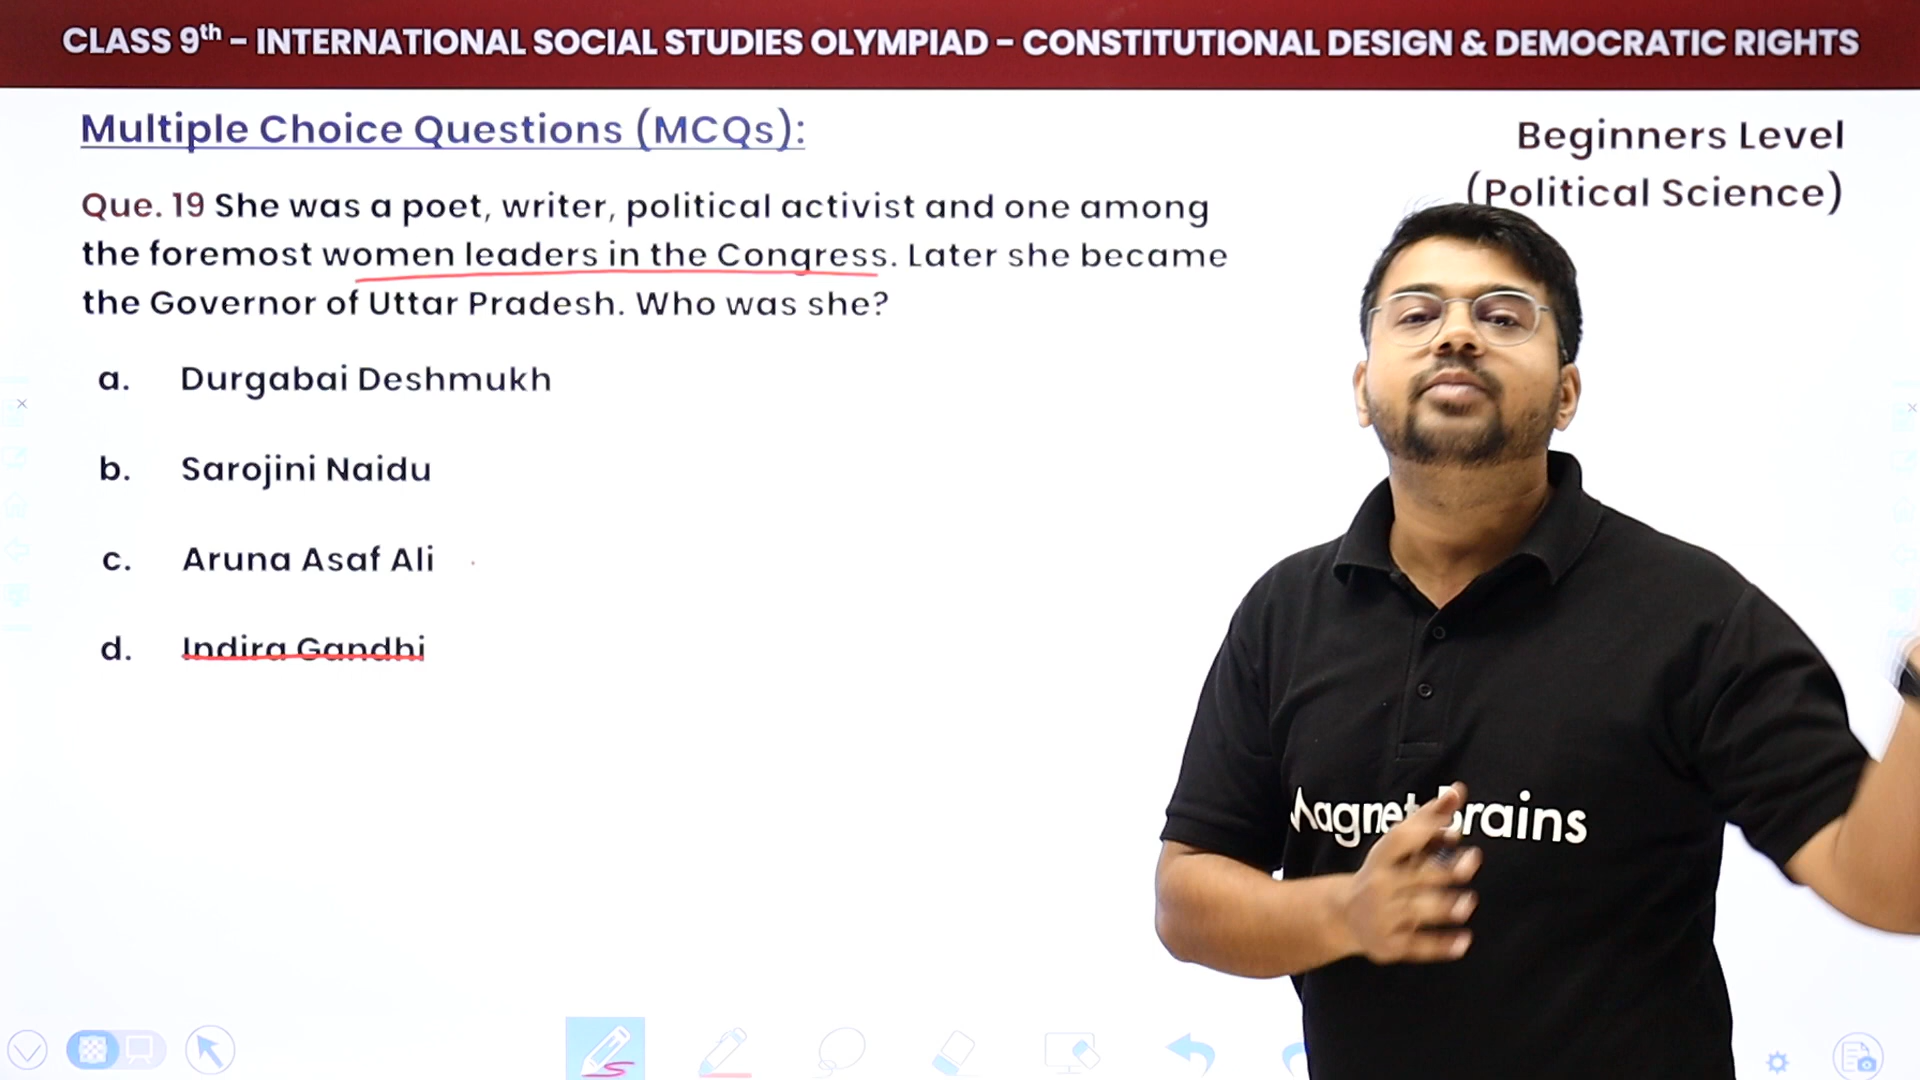 CLASS 9th – INTERNATIONAL SOCIAL STUDIES OLYMPIAD – CONSTITUTIONAL DESIGN & DEMOCRATIC RIGHTS
Multiple Choice Questions (MCQs):
Beginners Level
(Political Science)
Que. 19 She was a poet, writer, political activist and one among
the foremost women leaders in the Congress. Later she became
the Governor of Uttar Pradesh. Who was she?
a. Durgabai Deshmukh
b. Sarojini Naidu
c. Aruna Asaf Ali
d. Indira Gandhi
Magnet Brains